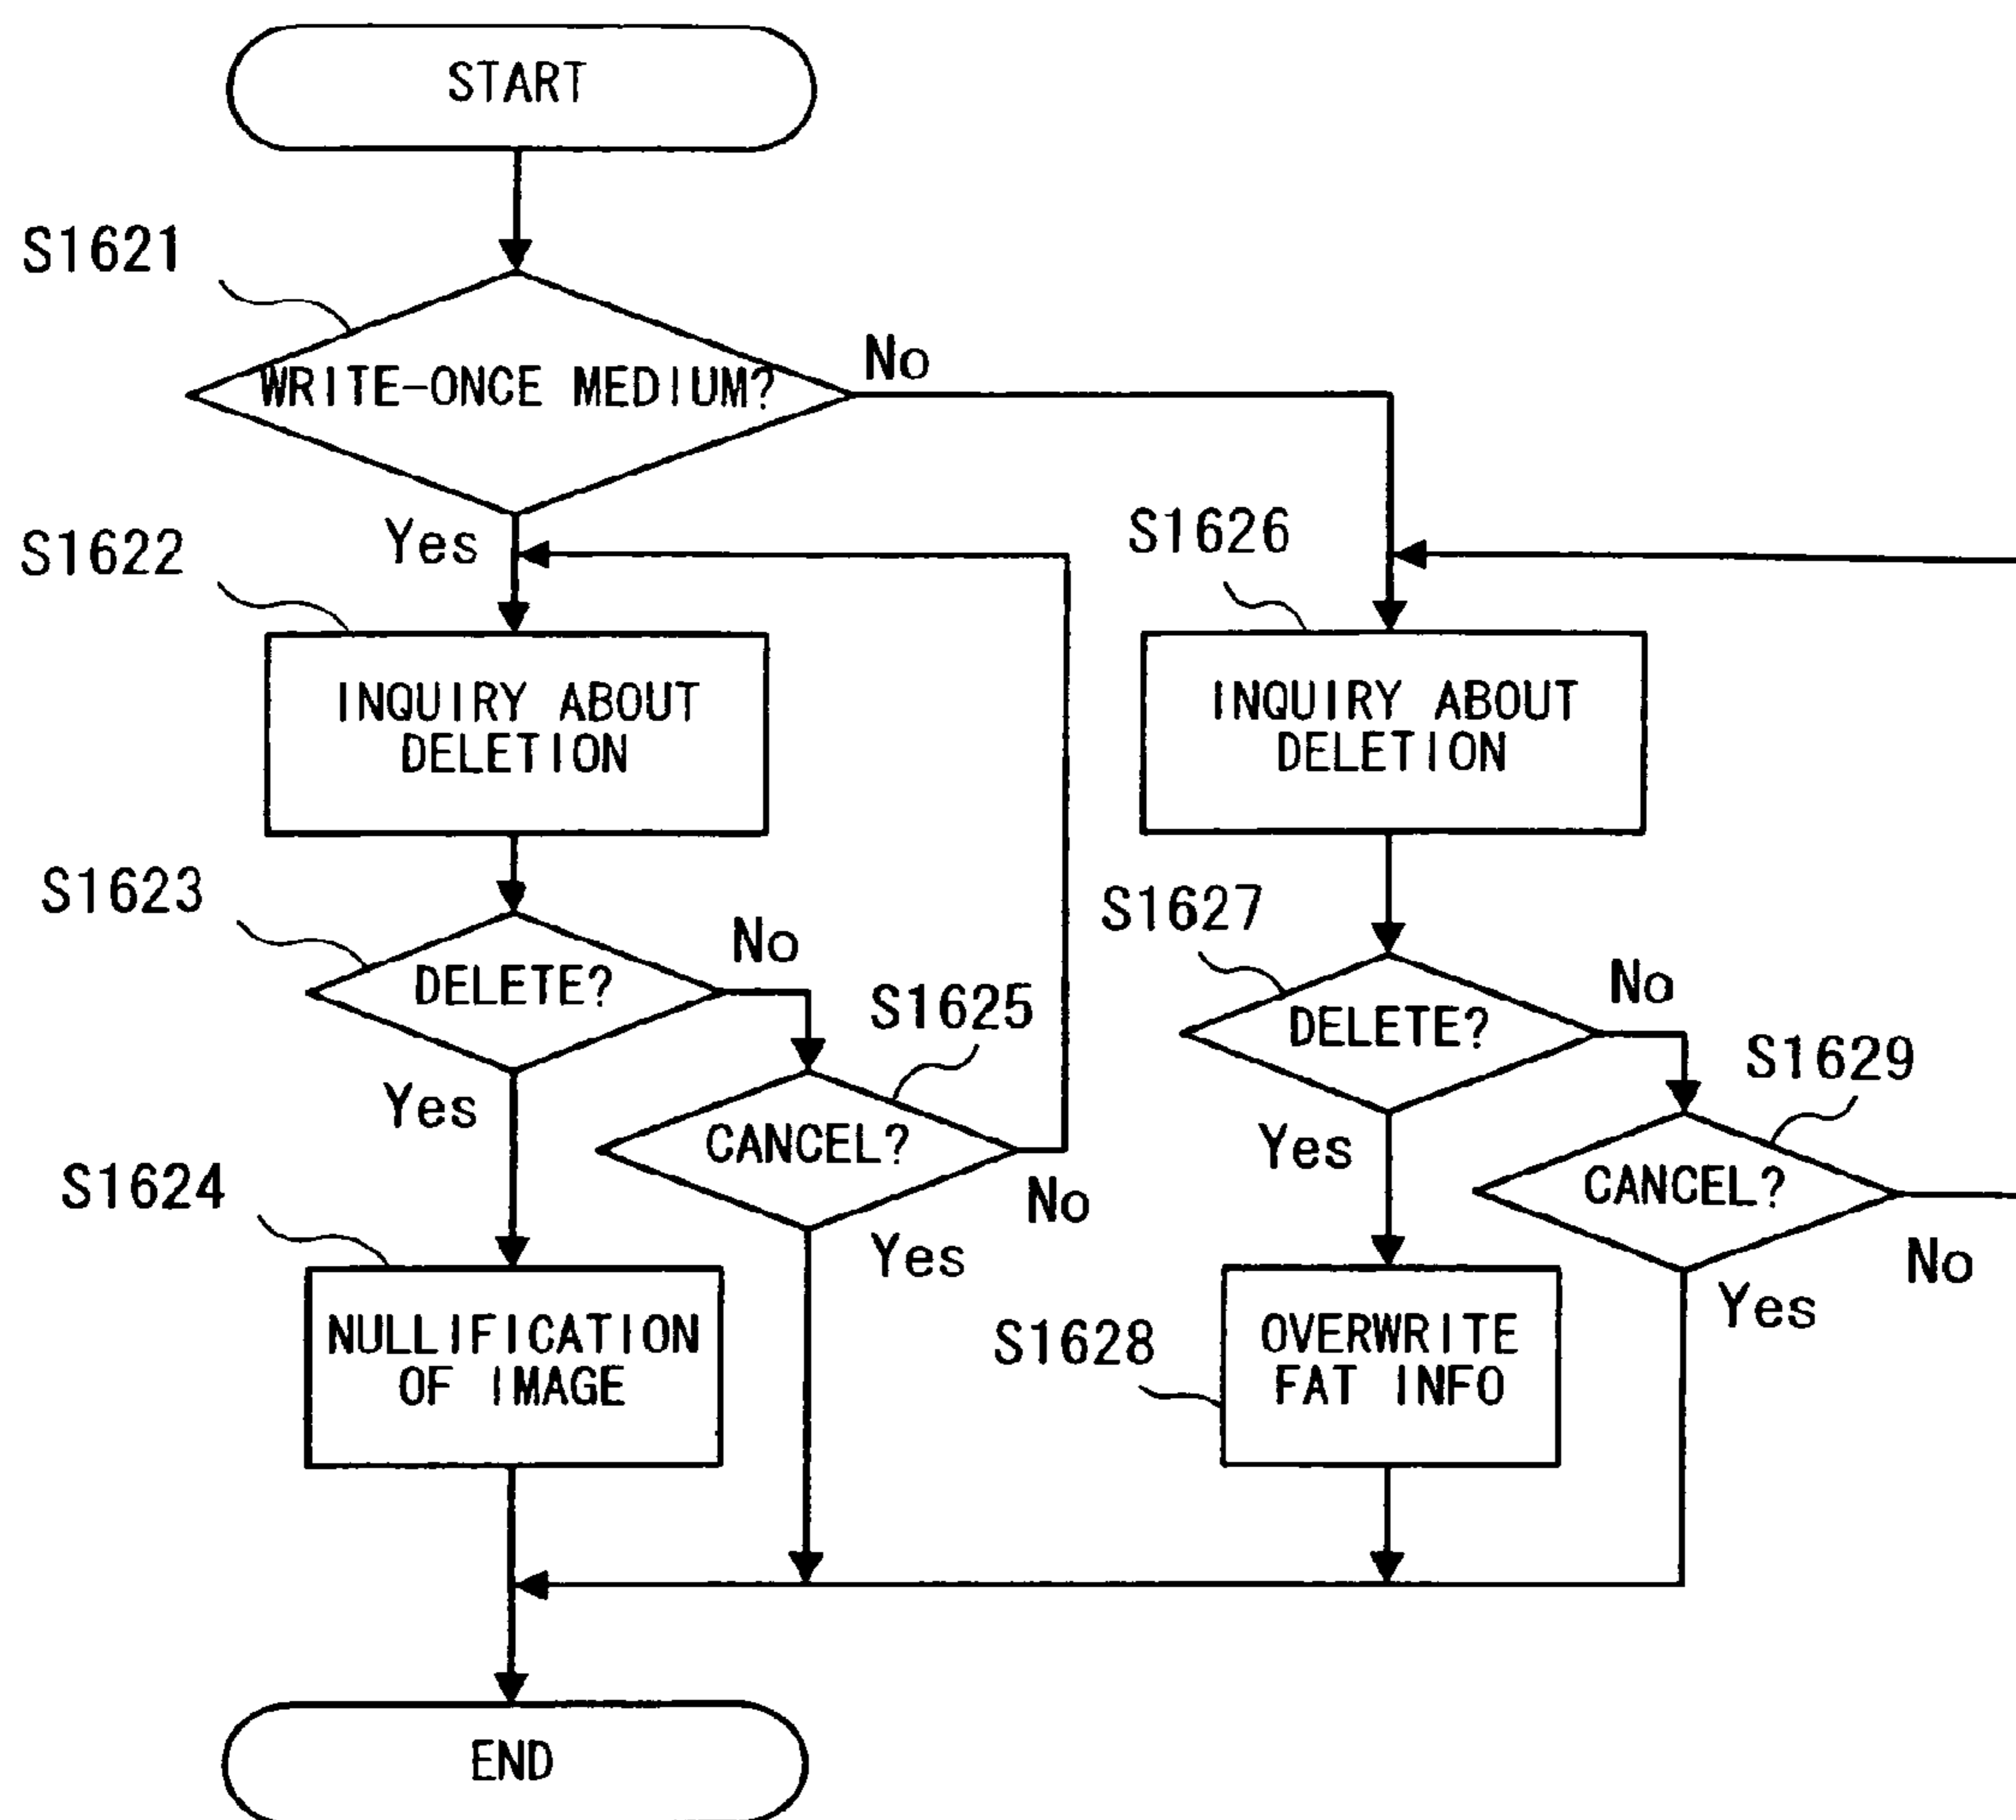 START
S1621
WRITE-ONCE MEDIUM?
No
Yes
S1622
INQUIRY ABOUT
DELETION
S1626
INQUIRY ABOUT
DELETION
S1623
DELETE?
No
Yes
S1625
CANCEL?
No
Yes
S1627
DELETE?
No
Yes
S1629
CANCEL?
No
Yes
S1624
NULLIFICATION
OF IMAGE
S1628
OVERWRITE
FAT INFO
END